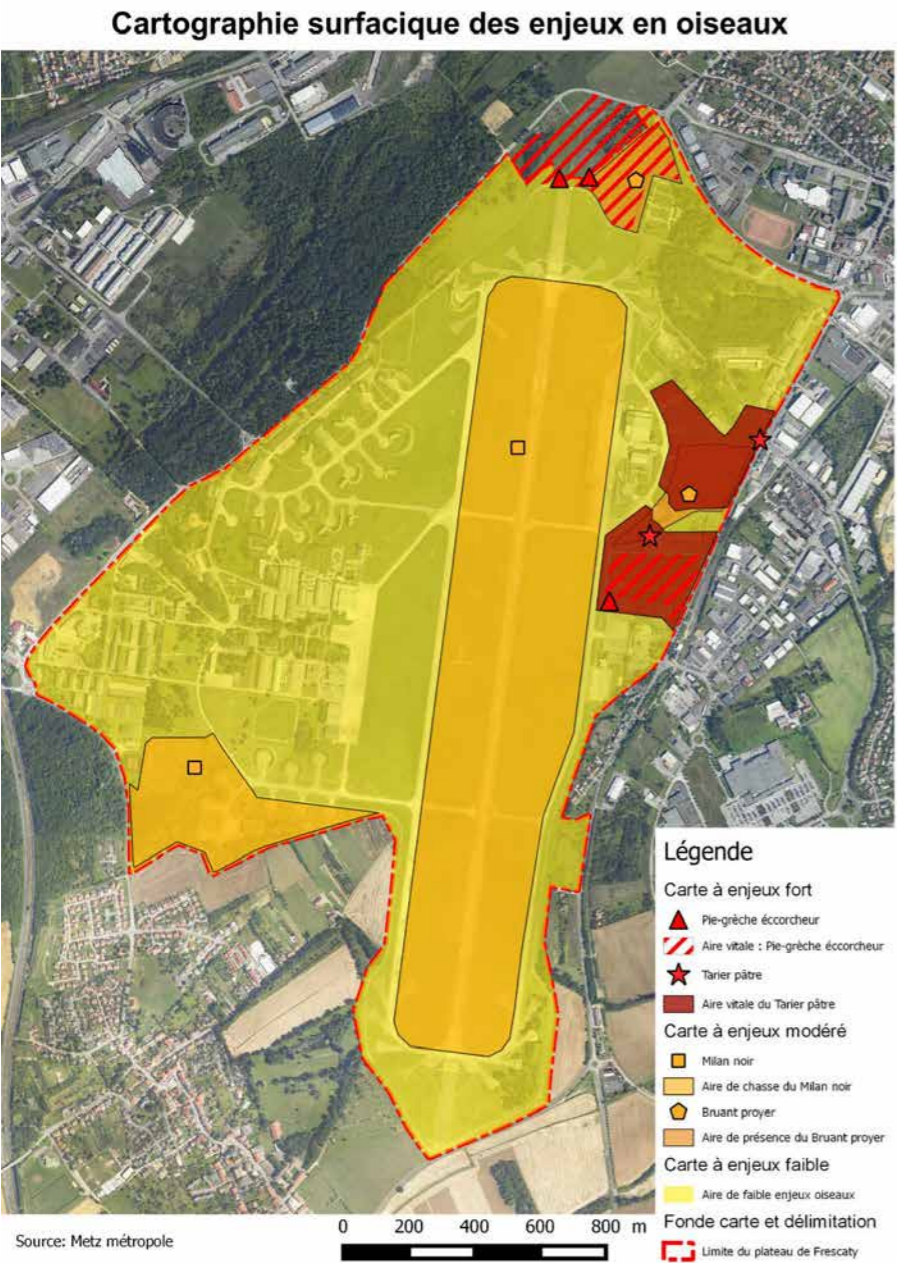 Cartographie surfacique des enjeux en oiseaux
Légende
Carte à enjeux fort
Pie-grèche éccorcheur
Aire vitale : Pie-grèche éccorcheur
Tarier pâtre
Aire vitale du Tarier pâtre
Carte à enjeux modéré
Milan noir
Aire de chasse du Milan noir
Bruant proyer
Aire de présence du Bruant proyer
Carte à enjeux faible
Aire de faible enjeux oiseaux
Fonde carte et délimitation
Limite du plateau de Frescaty
Source: Metz métropole
0 200 400 600 800 m